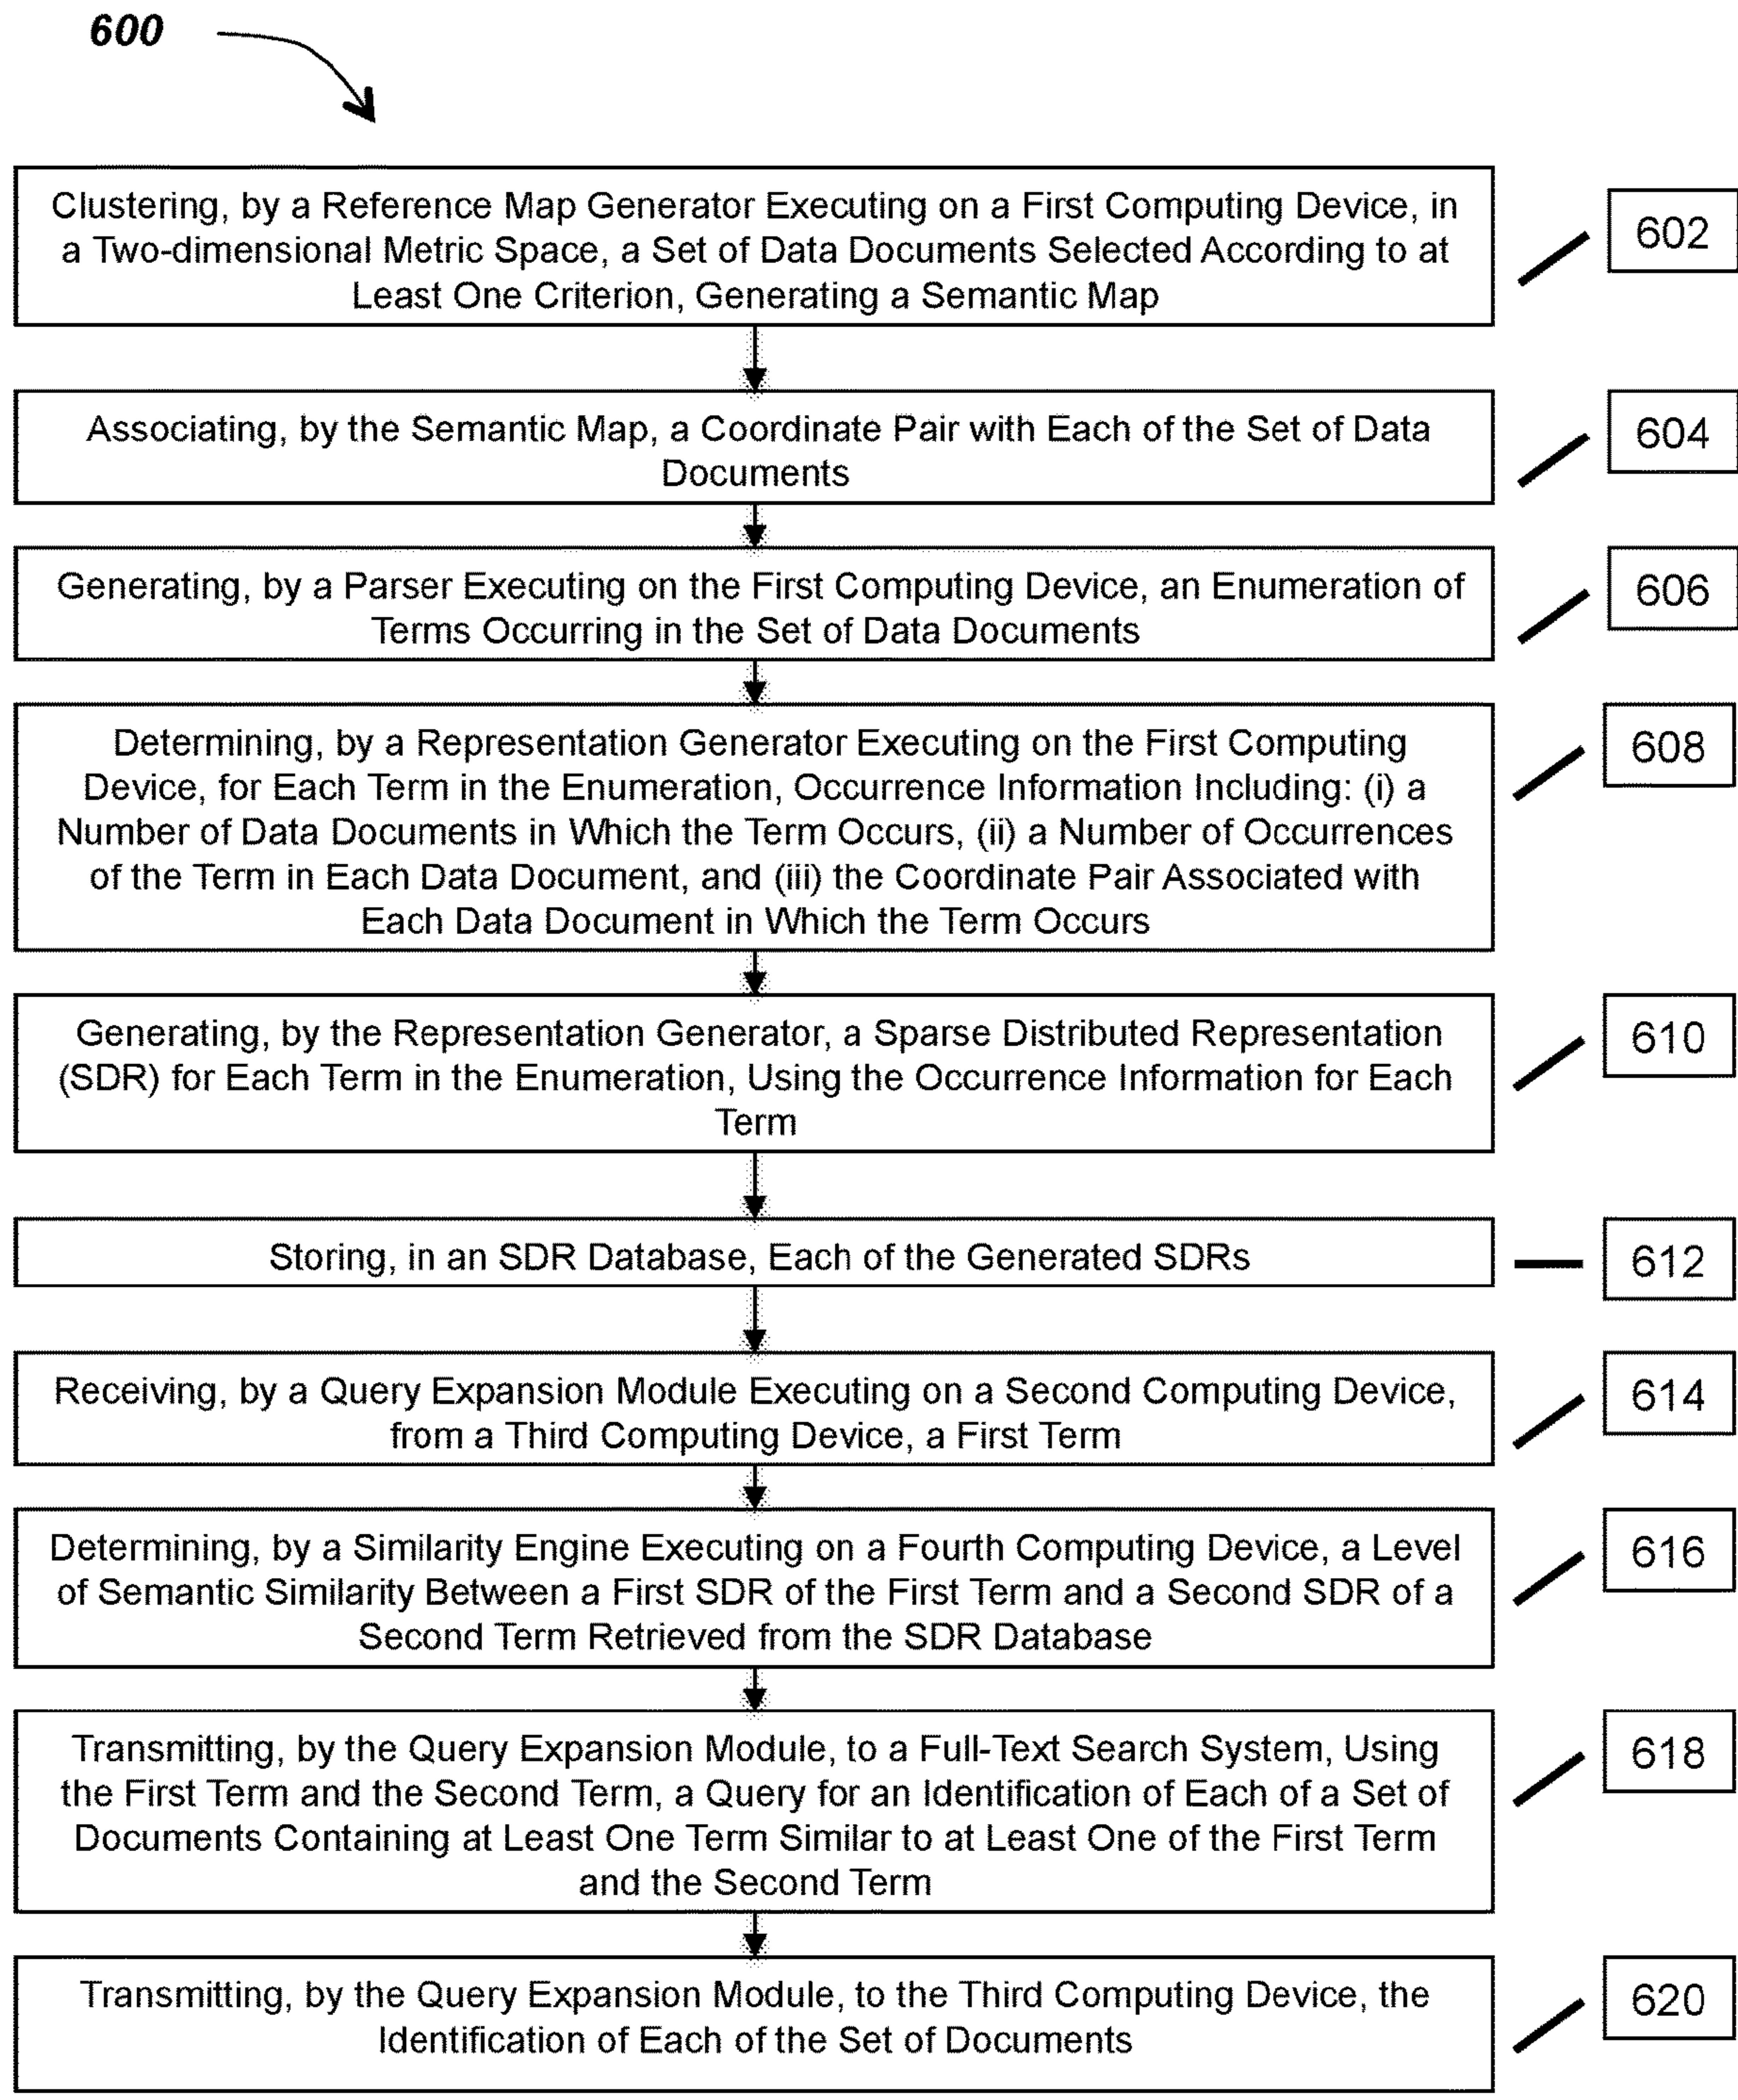 600
Clustering, by a Reference Map Generator Executing on a First Computing Device, in
a Two-dimensional Metric Space, a Set of Data Documents Selected According to at
Least One Criterion, Generating a Semantic Map
602
Associating, by the Semantic Map, a Coordinate Pair with Each of the Set of Data
Documents
604
Generating, by a Parser Executing on the First Computing Device, an Enumeration of
Terms Occurring in the Set of Data Documents
606
Determining, by a Representation Generator Executing on the First Computing
Device, for Each Term in the Enumeration, Occurrence Information Including: (i) a
Number of Data Documents in Which the Term Occurs, (ii) a Number of Occurrences
of the Term in Each Data Document, and (iii) the Coordinate Pair Associated with
Each Data Document in Which the Term Occurs
608
Generating, by the Representation Generator, a Sparse Distributed Representation
(SDR) for Each Term in the Enumeration, Using the Occurrence Information for Each
Term
610
Storing, in an SDR Database, Each of the Generated SDRs
612
Receiving, by a Query Expansion Module Executing on a Second Computing Device,
from a Third Computing Device, a First Term
614
Determining, by a Similarity Engine Executing on a Fourth Computing Device, a Level
of Semantic Similarity Between a First SDR of the First Term and a Second SDR of a
Second Term Retrieved from the SDR Database
616
Transmitting, by the Query Expansion Module, to a Full-Text Search System, Using
the First Term and the Second Term, a Query for an Identification of Each of a Set of
Documents Containing at Least One Term Similar to at Least One of the First Term
and the Second Term
618
Transmitting, by the Query Expansion Module, to the Third Computing Device, the
Identification of Each of the Set of Documents
620